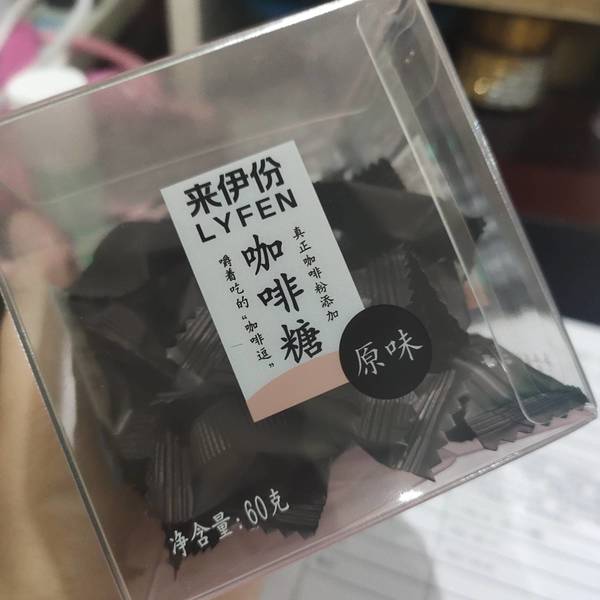 来伊份
LYFEN
咖啡糖
真正咖啡粉添加
嚼着吃的“咖啡逗”
原味
净含量:60克